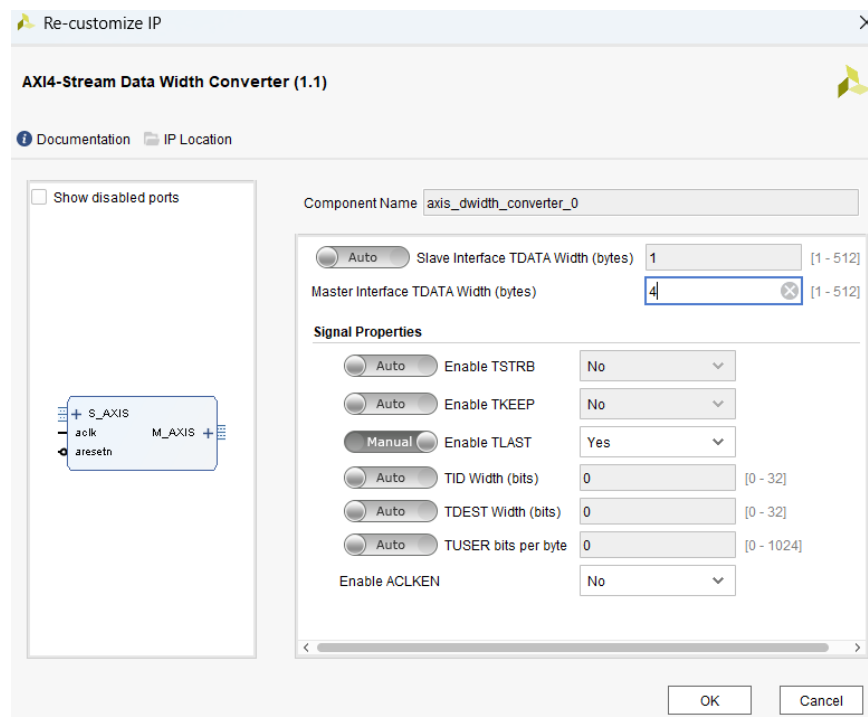 Re-customize IP
AXI4-Stream Data Width Converter (1.1)
Documentation IP Location
Show disabled ports
S_AXIS
aclk M_AXIS
aresetn
Component Name axis_dwidth_converter_0
Auto Slave Interface TDATA Width (bytes) 1 [1 - 512]
Master Interface TDATA Width (bytes) 4 [1 - 512]
Signal Properties
Auto Enable TSTRB No
Auto Enable TKEEP No
Manual Enable TLAST Yes
Auto TID Width (bits) 0 [0 - 32]
Auto TDEST Width (bits) 0 [0 - 32]
Auto TUSER bits per byte 0 [0 - 1024]
Enable ACLKEN No
OK Cancel